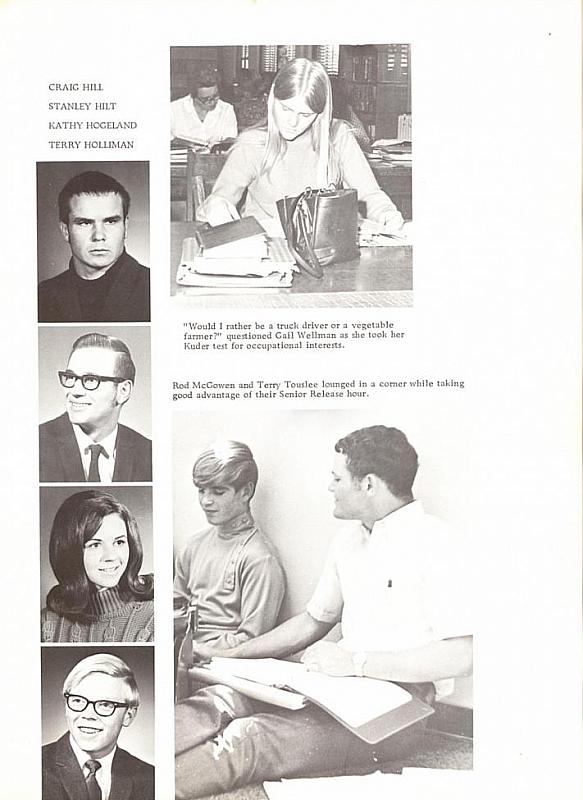 CRAIG HILL
STANLEY HILT
KATHY HOGELAND
TERRY HOLLIMAN
"Would I rather be a truck driver or a vegetable
farmer?" questioned Gail Wellman as she took her
Kuder test for occupational interests.
Rod McGowen and Terry Touslee lounged in a corner while taking
good advantage of their Senior Release hour.